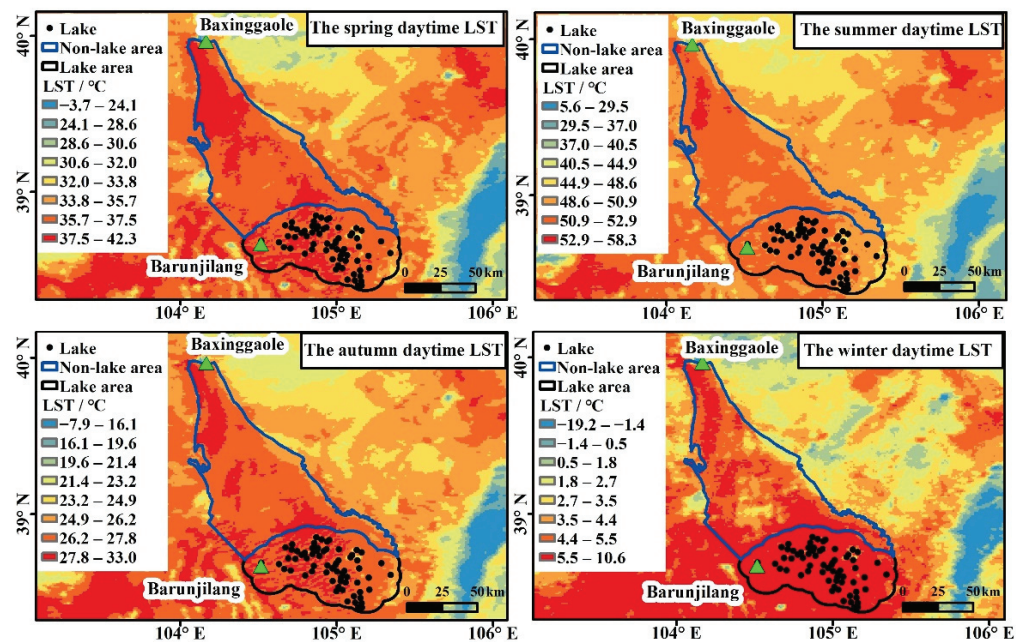 Baxinggaole
The spring daytime LST
40° N
39° N
Lake
Non-lake area
Lake area
LST / °C
−3.7 – 24.1
24.1 – 28.6
28.6 – 30.6
30.6 – 32.0
32.0 – 33.8
33.8 – 35.7
35.7 – 37.5
37.5 – 42.3
Barunjilang
0 25 50 km
104° E 105° E 106° E
Baxinggaole
The summer daytime LST
40° N
39° N
Lake
Non-lake area
Lake area
LST / °C
5.6 – 29.5
29.5 – 37.0
37.0 – 40.5
40.5 – 44.9
44.9 – 48.6
48.6 – 50.9
50.9 – 52.9
52.9 – 58.3
Barunjilang
0 25 50 km
104° E 105° E 106° E
Baxinggaole
The autumn daytime LST
40° N
39° N
Lake
Non-lake area
Lake area
LST / °C
−7.9 – 16.1
16.1 – 19.6
19.6 – 21.4
21.4 – 23.2
23.2 – 24.9
24.9 – 26.2
26.2 – 27.8
27.8 – 33.0
Barunjilang
0 25 50 km
104° E 105° E 106° E
Baxinggaole
The winter daytime LST
40° N
39° N
Lake
Non-lake area
Lake area
LST / °C
−19.2 – −1.4
−1.4 – 0.5
0.5 – 1.8
1.8 – 2.7
2.7 – 3.5
3.5 – 4.4
4.4 – 5.5
5.5 – 10.6
Barunjilang
0 25 50 km
104° E 105° E 106° E